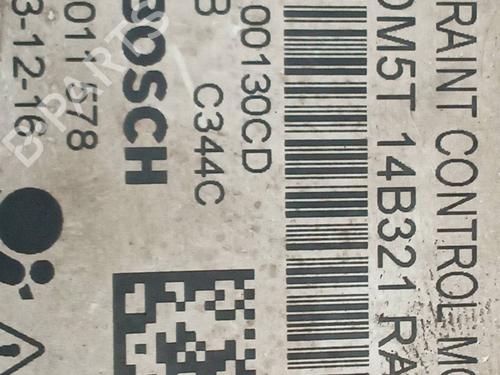 RAINT CONTROL MO
DM5T 14B321 RA
00130CD
B C344C
BOSCH
011 578
3-12-16
B PARTS